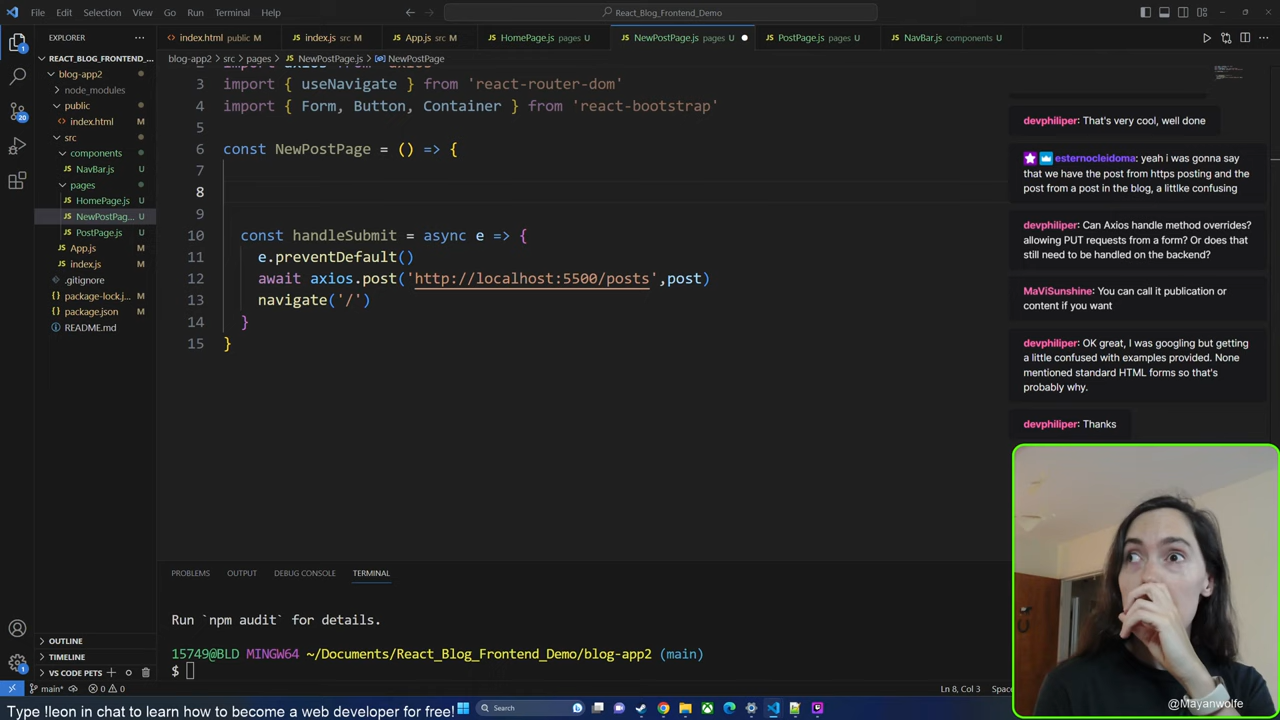 File Edit Selection View Go Run Terminal Help
React_Blog_Frontend_Demo
EXPLORER
index.html public M
index.js src M
App.js src M
HomePage.js pages U
NewPostPage.js pages U
PostPage.js pages U
NavBar.js components U
REACT_BLOG_FRONTEND_...
blog-app2
node_modules
public
index.html M
src
components
NavBar.js U
pages
HomePage.js U
NewPostPag... U
PostPage.js U
App.js U
index.js U
.gitignore
package-lock.j... M
package.json M
README.md
OUTLINE
TIMELINE
VS CODE PETS
blog-app2 > src > pages > NewPostPage.js > NewPostPage
3 import { useNavigate } from 'react-router-dom'
4 import { Form, Button, Container } from 'react-bootstrap'
5
6 const NewPostPage = () => {
7
8
9
10 const handleSubmit = async e => {
11 e.preventDefault()
12 await axios.post('http://localhost:5500/posts',post)
13 navigate('/')
14 }
15 }
PROBLEMS OUTPUT DEBUG CONSOLE TERMINAL
Run `npm audit` for details.
15749@BLD MINGW64 ~/Documents/React_Blog_Frontend_Demo/blog-app2 (main)
$
devphiliper: That's very cool, well done
esternocleidoma: yeah i was gonna say
that we have the post from https posting and the
post from a post in the blog, a littlke confusing
devphiliper: Can Axios handle method overrides?
allowing PUT requests from a form? Or does that
still need to be handled on the backend?
MaViSunshine: You can call it publication or
content if you want
devphiliper: OK great, I was googling but getting
a little confused with examples provided. None
mentioned standard HTML forms so that's
probably why.
devphiliper: Thanks
main* 0 0
Ln 8, Col 3
@Mayanwolfe
Type !leon in chat to learn how to become a web developer for free!
Search